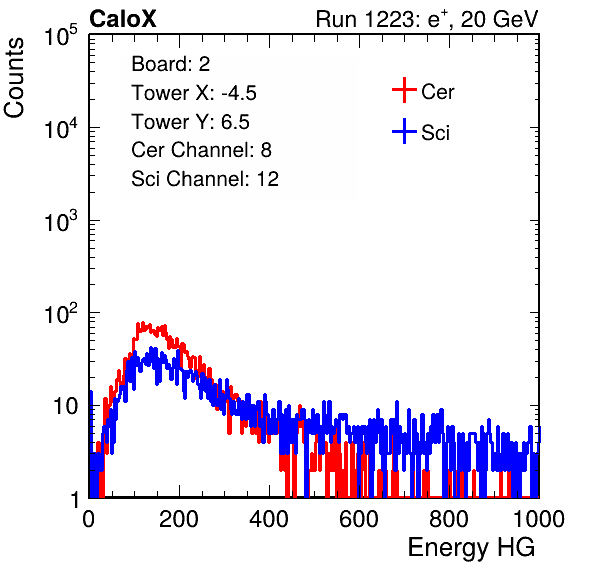 CaloX Run 1223: e⁺, 20 GeV
Counts
Board: 2
Tower X: -4.5
Tower Y: 6.5
Cer Channel: 8
Sci Channel: 12
Cer
Sci
10⁵
10⁴
10³
10²
10
1
0 200 400 600 800 1000
Energy HG